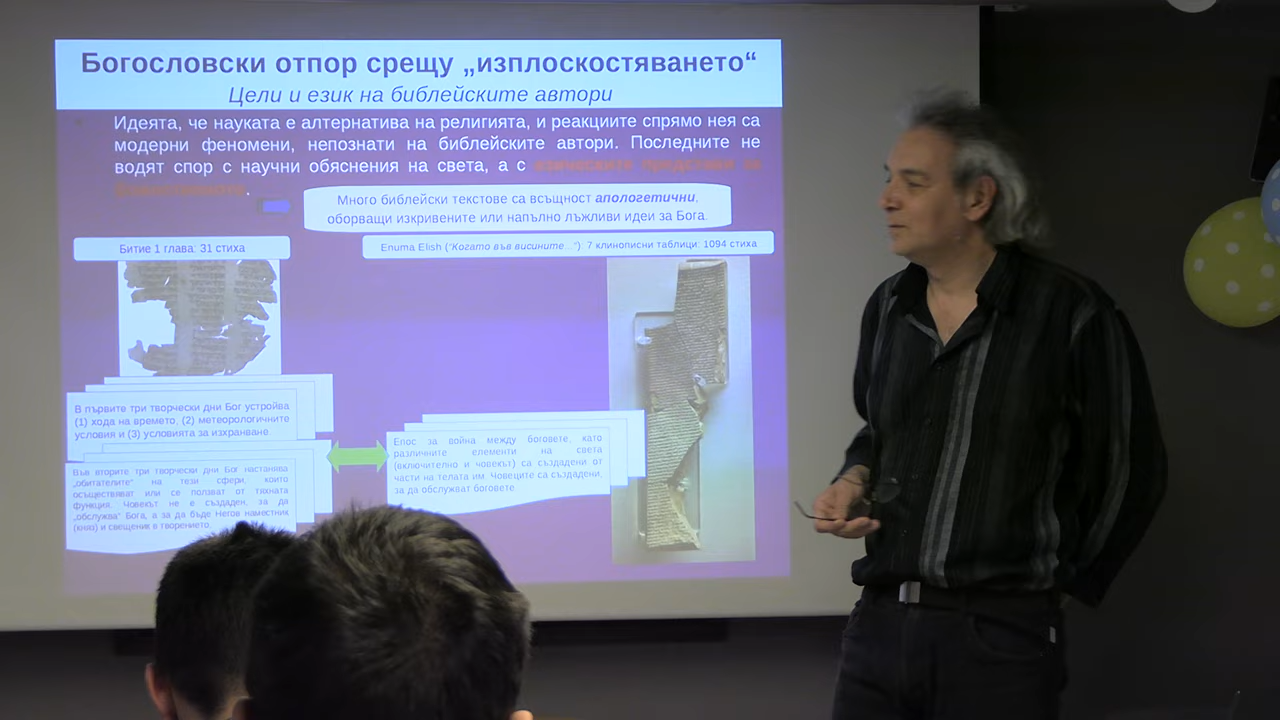 Богословски отпор срещу „изплоскостяването“
Цели и език на библейските автори
Идеята, че науката е алтернатива на религията, и реакциите спрямо нея са
модерни феномени, непознати на библейските автори. Последните не
водят спор с научни обяснения на света, а с езическите представи за
Много библейски текстове са всъщност апологетични,
оборващи изкривените или напълно лъжливи идеи за Бога.
Битие 1 глава: 31 стиха
Enuma Elish (“Когато във висините...”): 7 клинописни таблици: 1094 стиха
В първите три творчески дни Бог устройва
(1) хода на времето, (2) метеорологичните
условия и (3) условията за изхранване.
Във вторите три творчески дни Бог настанява
„обитателите“ на тези сфери, които
осъществяват или се ползват от тяхната
функция. Човекът не е създаден, за да
„обслужва“ Бога, а за да бъде Негов наместник
(княз) и свещеник в творението.
Епос за война между боговете, като
различните елементи на света
(включително и човекът) са създадени от
части на телата им. Човеците са създадени,
за да обслужват боговете.